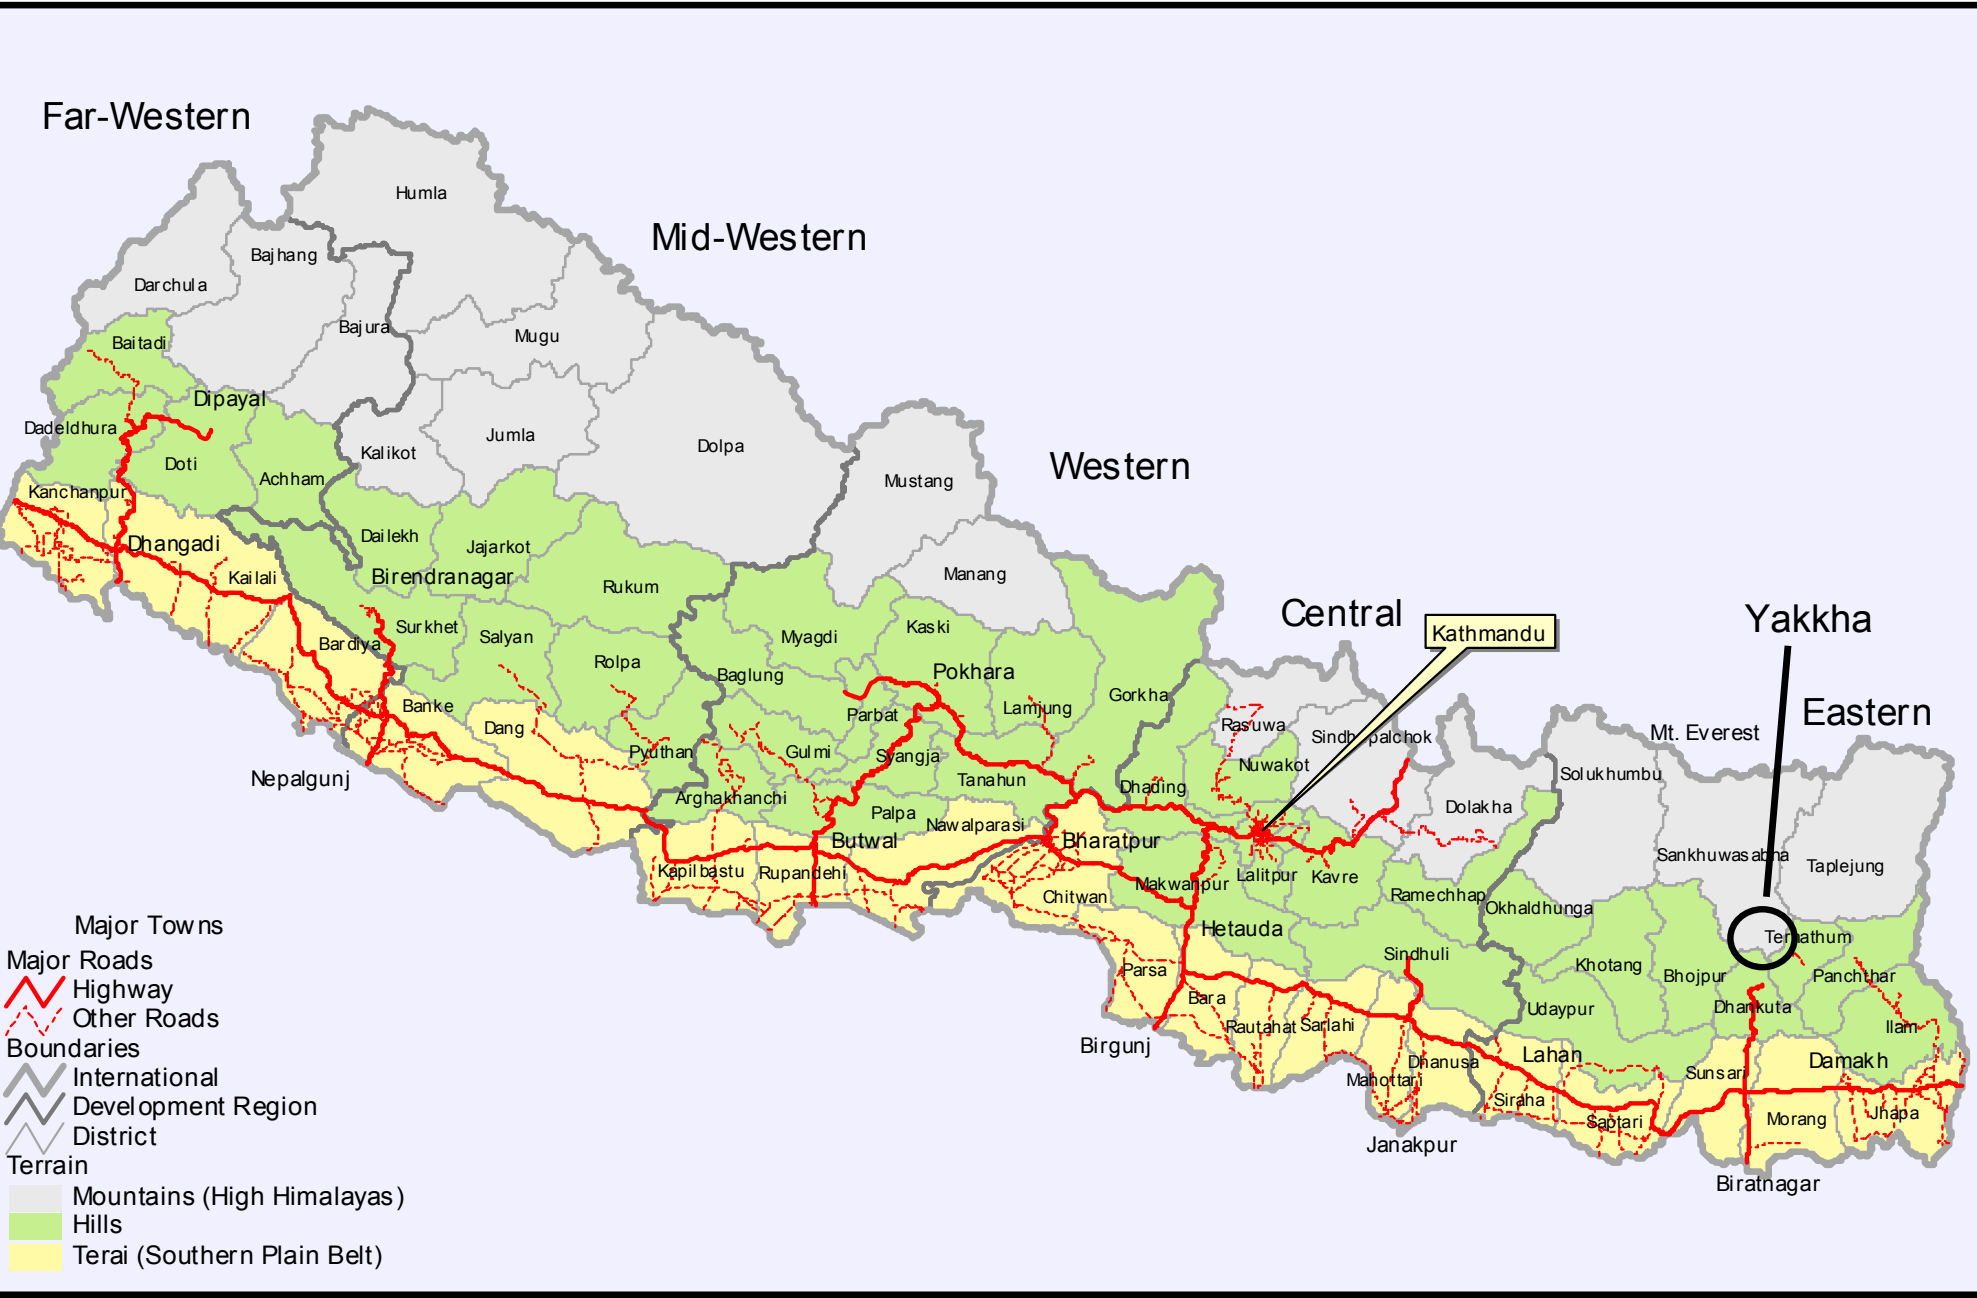 Far-Western
Mid-Western
Western
Central
Kathmandu
Yakkha
Eastern
Mt. Everest
Humla
Bajhang
Darchula
Bajura
Mugu
Baitadi
Dipayal
Dadeldhura
Doti
Achham
Kalikot
Jumla
Dolpa
Mustang
Kanchanpur
Dhangadi
Kailali
Dailekh
Jajarkot
Birendranagar
Rukum
Manang
Surkhet
Salyan
Bardiya
Rolpa
Myagdi
Kaski
Baglung
Pokhara
Gorkha
Banke
Dang
Parbat
Lamjung
Pyuthan
Gulmi
Syangja
Tanahun
Nepalgunj
Arghakhanchi
Palpa
Nawalparasi
Dhading
Rasuwa
Sindhupalchok
Nuwakot
Dolakha
Solukhumbu
Butwal
Bharatpur
Kapilbastu
Rupandehi
Chitwan
Makwanpur
Lalitpur
Kavre
Ramechhap
Okhaldhunga
Sankhuwasabha
Taplejung
Hetauda
Sindhuli
Khotang
Bhojpur
Terhathum
Panchthar
Parsa
Bara
Rautahat
Sarlahi
Udaypur
Dhankuta
Ilam
Birgunj
Mahottari
Dhanusa
Lahan
Siraha
Saptari
Sunsari
Damakh
Morang
Jhapa
Janakpur
Biratnagar
Major Towns
Major Roads
Highway
Other Roads
Boundaries
International
Development Region
District
Terrain
Mountains (High Himalayas)
Hills
Terai (Southern Plain Belt)